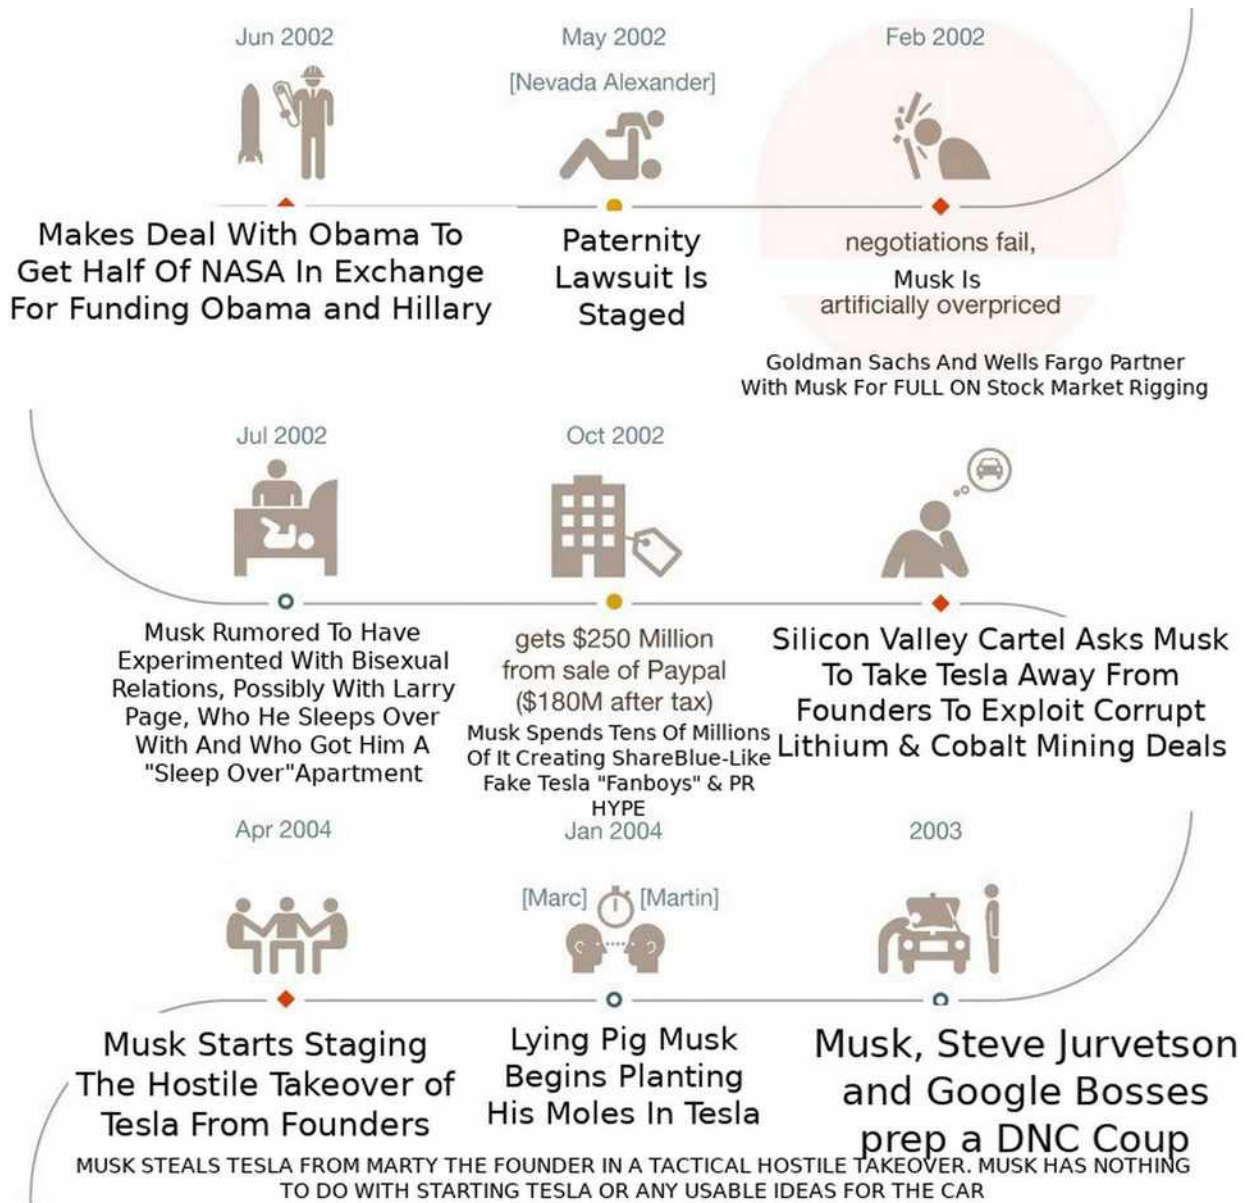 Jun 2002
Makes Deal With Obama To
Get Half Of NASA In Exchange
For Funding Obama and Hillary
May 2002
[Nevada Alexander]
Paternity
Lawsuit Is
Staged
Feb 2002
negotiations fail,
Musk Is
artificially overpriced
Goldman Sachs And Wells Fargo Partner
With Musk For FULL ON Stock Market Rigging
Jul 2002
Musk Rumored To Have
Experimented With Bisexual
Relations, Possibly With Larry
Page, Who He Sleeps Over
With And Who Got Him A
"Sleep Over"Apartment
Oct 2002
gets $250 Million
from sale of Paypal
($180M after tax)
Musk Spends Tens Of Millions
Of It Creating ShareBlue-Like
Fake Tesla "Fanboys" & PR
HYPE
Silicon Valley Cartel Asks Musk
To Take Tesla Away From
Founders To Exploit Corrupt
Lithium & Cobalt Mining Deals
Apr 2004
Musk Starts Staging
The Hostile Takeover of
Tesla From Founders
Jan 2004
[Marc] [Martin]
Lying Pig Musk
Begins Planting
His Moles In Tesla
2003
Musk, Steve Jurvetson
and Google Bosses
prep a DNC Coup
MUSK STEALS TESLA FROM MARTY THE FOUNDER IN A TACTICAL HOSTILE TAKEOVER. MUSK HAS NOTHING
TO DO WITH STARTING TESLA OR ANY USABLE IDEAS FOR THE CAR